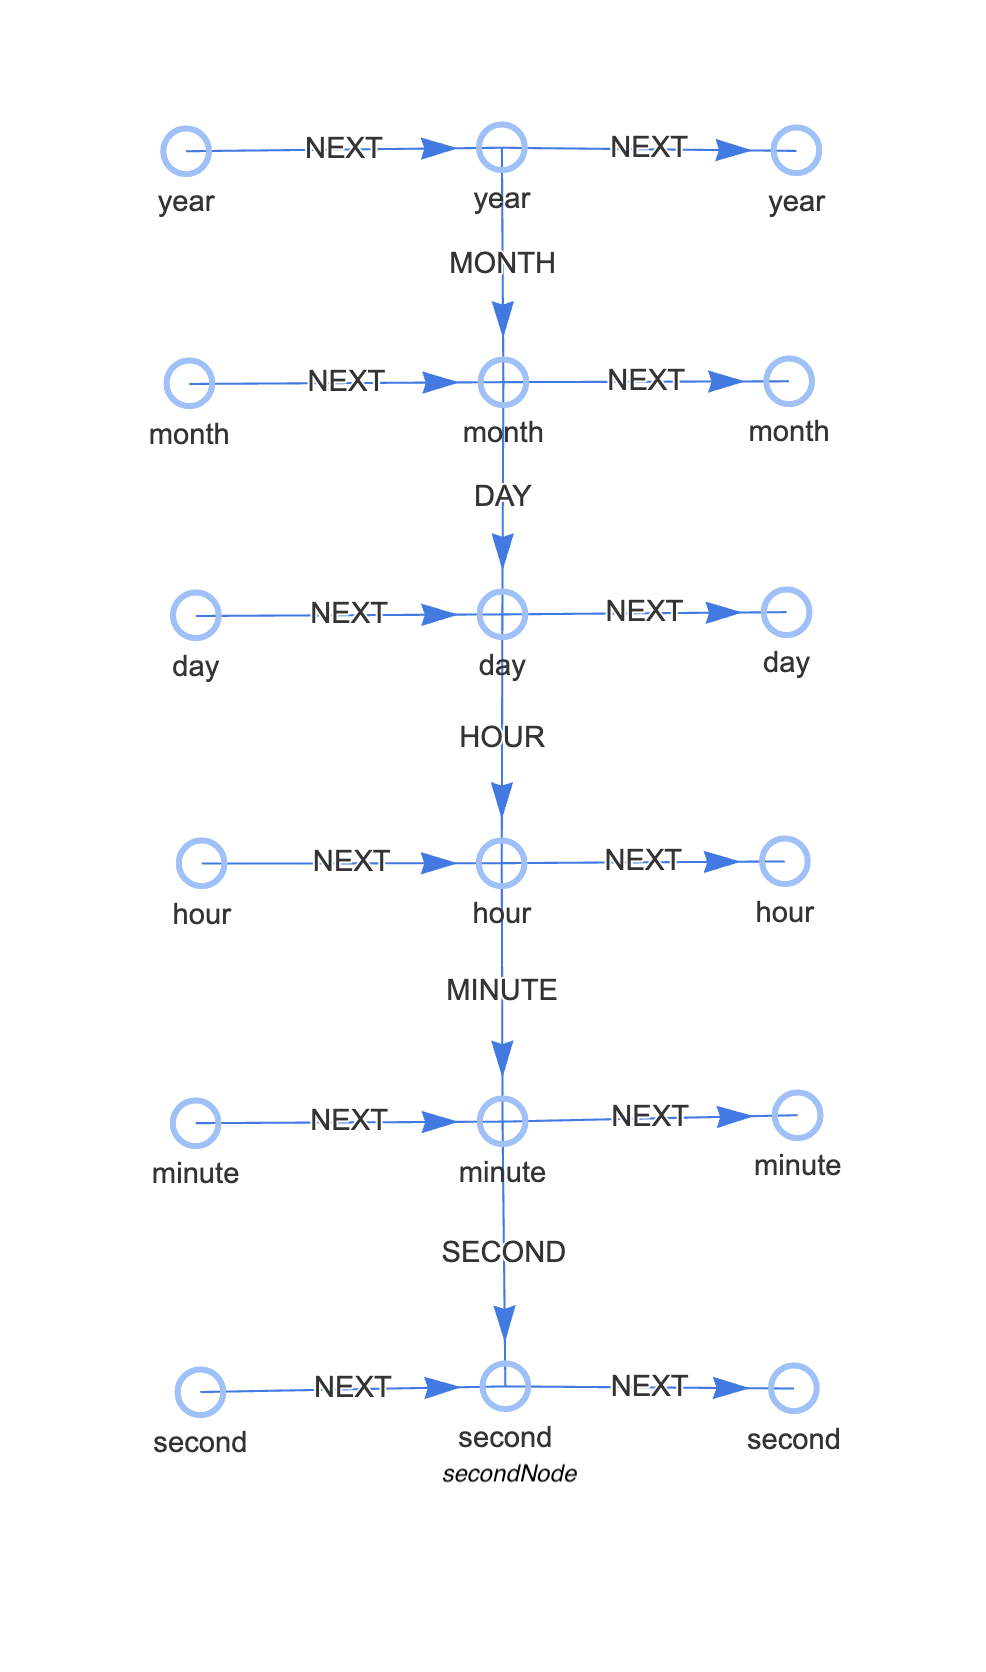 NEXT NEXT
year year year
MONTH
NEXT NEXT
month month month
DAY
NEXT NEXT
day day day
HOUR
NEXT NEXT
hour hour hour
MINUTE
NEXT NEXT
minute minute minute
SECOND
NEXT NEXT
second second second
secondNode